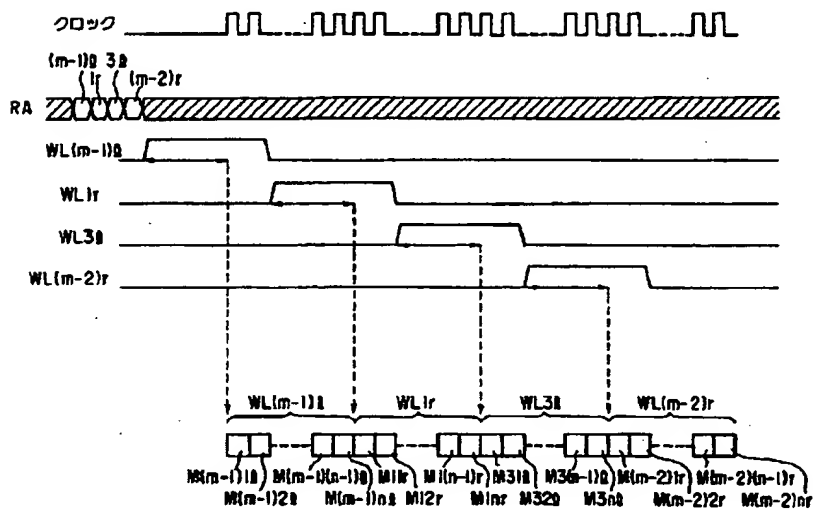 クロック
(m-1)ℓ 3ℓ (m-2)r
1r
RA
WL(m-1)ℓ
WL1r
WL3ℓ
WL(m-2)r
WL(m-1)ℓ WL1r WL3ℓ WL(m-2)r
M(m-1)1ℓ M(m-1)(n-1)ℓ M11r M1(n-1)r M31ℓ M3(n-1)ℓ M(m-2)1r M(m-2)(n-1)r
M(m-1)2ℓ M(m-1)nℓ M12r M1nr M32ℓ M3nℓ M(m-2)2r M(m-2)nr